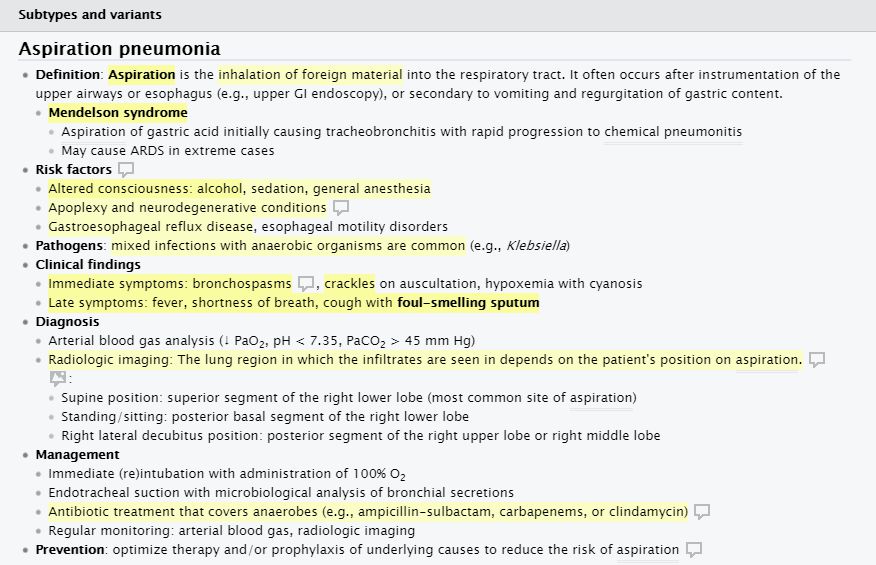 Subtypes and variants
Aspiration pneumonia
Definition: Aspiration is the inhalation of foreign material into the respiratory tract. It often occurs after instrumentation of the
upper airways or esophagus (e.g., upper GI endoscopy), or secondary to vomiting and regurgitation of gastric content.
Mendelson syndrome
Aspiration of gastric acid initially causing tracheobronchitis with rapid progression to chemical pneumonitis
May cause ARDS in extreme cases
Risk factors
Altered consciousness: alcohol, sedation, general anesthesia
Apoplexy and neurodegenerative conditions
Gastroesophageal reflux disease, esophageal motility disorders
Pathogens: mixed infections with anaerobic organisms are common (e.g., Klebsiella)
Clinical findings
Immediate symptoms: bronchospasms, crackles on auscultation, hypoxemia with cyanosis
Late symptoms: fever, shortness of breath, cough with foul-smelling sputum
Diagnosis
Arterial blood gas analysis (↓ PaO₂, pH < 7.35, PaCO₂ > 45 mm Hg)
Radiologic imaging: The lung region in which the infiltrates are seen in depends on the patient's position on aspiration.
:
Supine position: superior segment of the right lower lobe (most common site of aspiration)
Standing/sitting: posterior basal segment of the right lower lobe
Right lateral decubitus position: posterior segment of the right upper lobe or right middle lobe
Management
Immediate (re)intubation with administration of 100% O₂
Endotracheal suction with microbiological analysis of bronchial secretions
Antibiotic treatment that covers anaerobes (e.g., ampicillin-sulbactam, carbapenems, or clindamycin)
Regular monitoring: arterial blood gas, radiologic imaging
Prevention: optimize therapy and/or prophylaxis of underlying causes to reduce the risk of aspiration